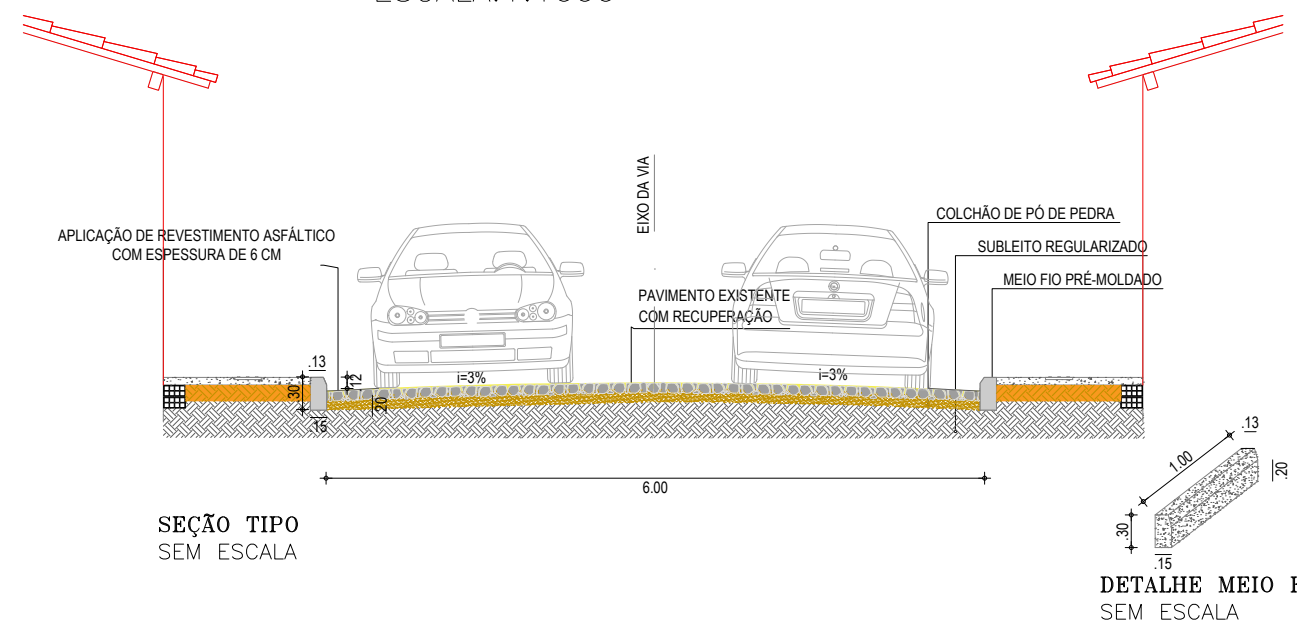 EIXO DA VIA
APLICAÇÃO DE REVESTIMENTO ASFÁLTICO
COM ESPESSURA DE 6 CM
COLCHÃO DE PÓ DE PEDRA
SUBLEITO REGULARIZADO
MEIO FIO PRÉ-MOLDADO
PAVIMENTO EXISTENTE
COM RECUPERAÇÃO
.13
12
.30
.15
.20
i=3%
i=3%
6.00
SEÇÃO TIPO
SEM ESCALA
.13
1.00
.20
.30
.15
DETALHE MEIO
SEM ESCALA